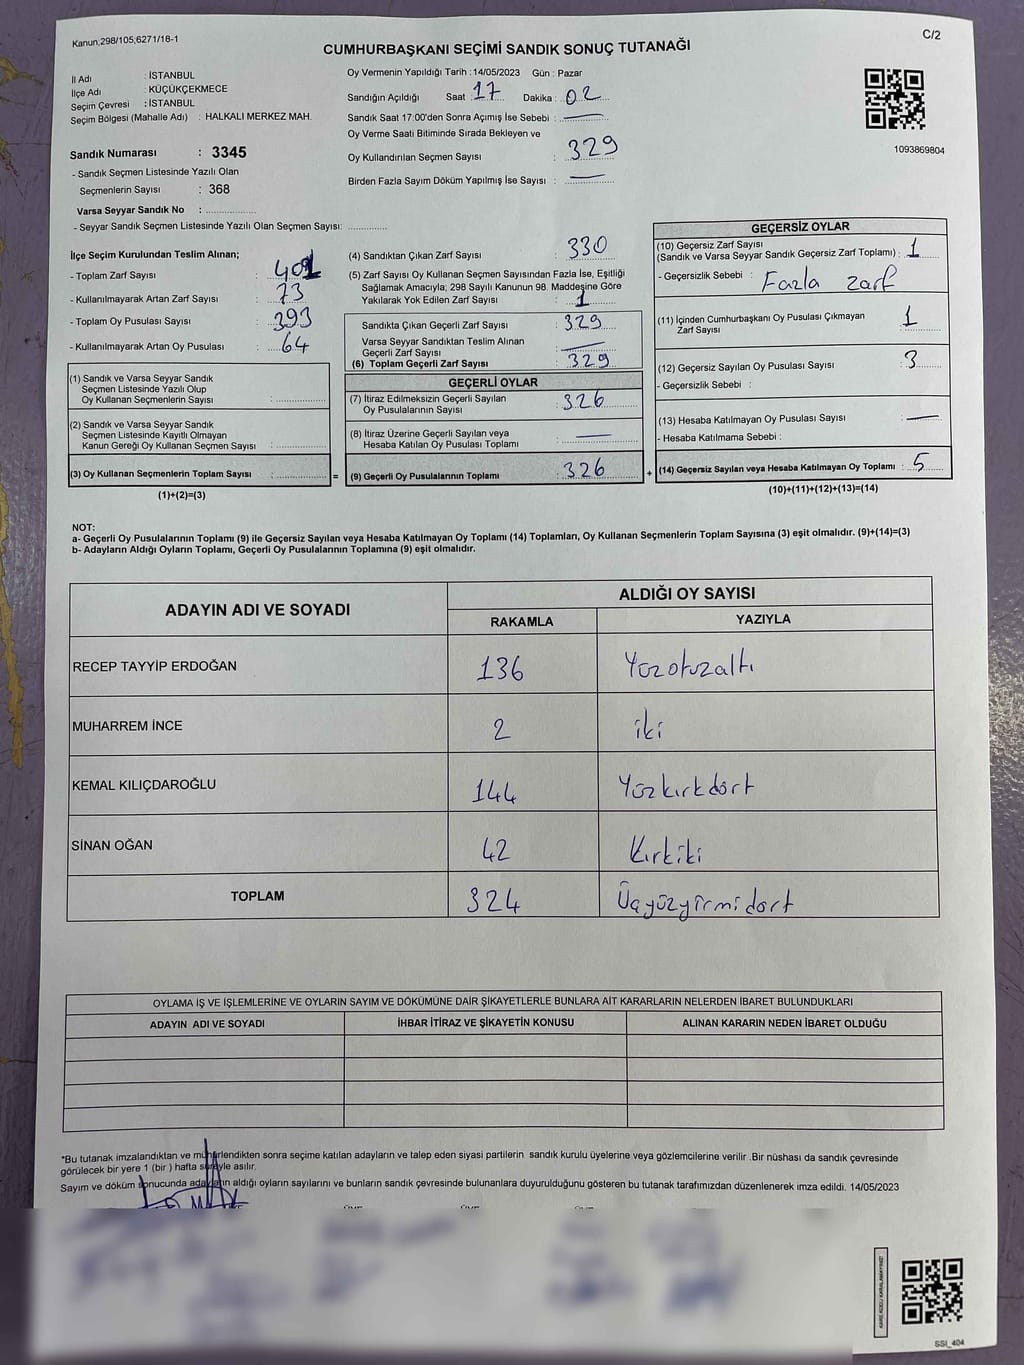 Kanun,298/105,6271/18-1
C/2
CUMHURBAŞKANI SEÇİMİ SANDIK SONUÇ TUTANAĞI
İl Adı : İSTANBUL
İlçe Adı : KÜÇÜKÇEKMECE
Seçim Çevresi : İSTANBUL
Seçim Bölgesi (Mahalle Adı) : HALKALI MERKEZ MAH.
Sandık Numarası : 3345
- Sandık Seçmen Listesinde Yazılı Olan
Seçmenlerin Sayısı : 368
Varsa Seyyar Sandık No : ...............
- Seyyar Sandık Seçmen Listesinde Yazılı Olan Seçmen Sayısı: ............
Oy Vermenin Yapıldığı Tarih : 14/05/2023 Gün : Pazar
Sandığın Açıldığı Saat 17 Dakika : 02
Sandık Saat 17:00'den Sonra Açımış İse Sebebi : —
Oy Verme Saati Bitiminde Sırada Bekleyen ve
Oy Kullandırılan Seçmen Sayısı : 329
Birden Fazla Sayım Döküm Yapılmış İse Sayısı : —
1093869804
İlçe Seçim Kurulundan Teslim Alınan;
- Toplam Zarf Sayısı :
- Kullanılmayarak Artan Zarf Sayısı : 73
- Toplam Oy Pusulası Sayısı : 393
- Kullanılmayarak Artan Oy Pusulası : 64
(1) Sandık ve Varsa Seyyar Sandık
Seçmen Listesinde Yazılı Olup
Oy Kullanan Seçmenlerin Sayısı : ............
(2) Sandık ve Varsa Seyyar Sandık
Seçmen Listesinde Kayıtlı Olmayan
Kanun Gereği Oy Kullanan Seçmen Sayısı : ............
(3) Oy Kullanan Seçmenlerin Toplam Sayısı : ............ =
(1)+(2)=(3)
(4) Sandıktan Çıkan Zarf Sayısı : 330
(5) Zarf Sayısı Oy Kullanan Seçmen Sayısından Fazla İse, Eşitliği
Sağlamak Amacıyla; 298 Sayılı Kanunun 98. Maddesine Göre
Yakılarak Yok Edilen Zarf Sayısı : 1
Sandıkta Çıkan Geçerli Zarf Sayısı : 329
Varsa Seyyar Sandıktan Teslim Alınan
Geçerli Zarf Sayısı : —
(6) Toplam Geçerli Zarf Sayısı : 329
GEÇERLİ OYLAR
(7) İtiraz Edilmeksizin Geçerli Sayılan
Oy Pusulalarının Sayısı : 326
(8) İtiraz Üzerine Geçerli Sayılan veya
Hesaba Katılan Oy Pusulası Toplamı : —
(9) Geçerli Oy Pusulalarının Toplamı : 326 +
GEÇERSİZ OYLAR
(10) Geçersiz Zarf Sayısı
(Sandık ve Varsa Seyyar Sandık Geçersiz Zarf Toplamı) : 1
- Geçersizlik Sebebi : Fazla zarf
(11) İçinden Cumhurbaşkanı Oy Pusulası Çıkmayan
Zarf Sayısı : 1
(12) Geçersiz Sayılan Oy Pusulası Sayısı : 3
- Geçersizlik Sebebi :
(13) Hesaba Katılmayan Oy Pusulası Sayısı : —
- Hesaba Katılmama Sebebi :
(14) Geçersiz Sayılan veya Hesaba Katılmayan Oy Toplamı : 5
(10)+(11)+(12)+(13)=(14)
NOT:
a- Geçerli Oy Pusulalarının Toplamı (9) ile Geçersiz Sayılan veya Hesaba Katılmayan Oy Toplamı (14) Toplamları, Oy Kullanan Seçmenlerin Toplam Sayısına (3) eşit olmalıdır. (9)+(14)=(3)
b- Adayların Aldığı Oyların Toplamı, Geçerli Oy Pusulalarının Toplamına (9) eşit olmalıdır.
ADAYIN ADI VE SOYADI ALDIĞI OY SAYISI
RAKAMLA YAZIYLA
RECEP TAYYİP ERDOĞAN 136 Yüzotuzaltı
MUHARREM İNCE 2 iki
KEMAL KILIÇDAROĞLU 144 Yüzkırkdört
SİNAN OĞAN 42 Kırkiki
TOPLAM 324 Üçyüzyirmidört
OYLAMA İŞ VE İŞLEMLERİNE VE OYLARIN SAYIM VE DÖKÜMÜNE DAİR ŞİKAYETLERLE BUNLARA AİT KARARLARIN NELERDEN İBARET BULUNDUKLARI
ADAYIN ADI VE SOYADI İHBAR İTİRAZ VE ŞİKAYETİN KONUSU ALINAN KARARIN NEDEN İBARET OLDUĞU
*Bu tutanak imzalandıktan ve mühürlendikten sonra seçime katılan adayların ve talep eden siyasi partilerin sandık kurulu üyelerine veya gözlemcilerine verilir .Bir nüshası da sandık çevresinde
görülecek bir yere 1 (bir ) hafta süreyle asılır.
Sayım ve döküm sonucunda adayların aldığı oyların sayılarını ve bunların sandık çevresinde bulunanlara duyurulduğunu gösteren bu tutanak tarafımızdan düzenlenerek imza edildi. 14/05/2023
SSI_404